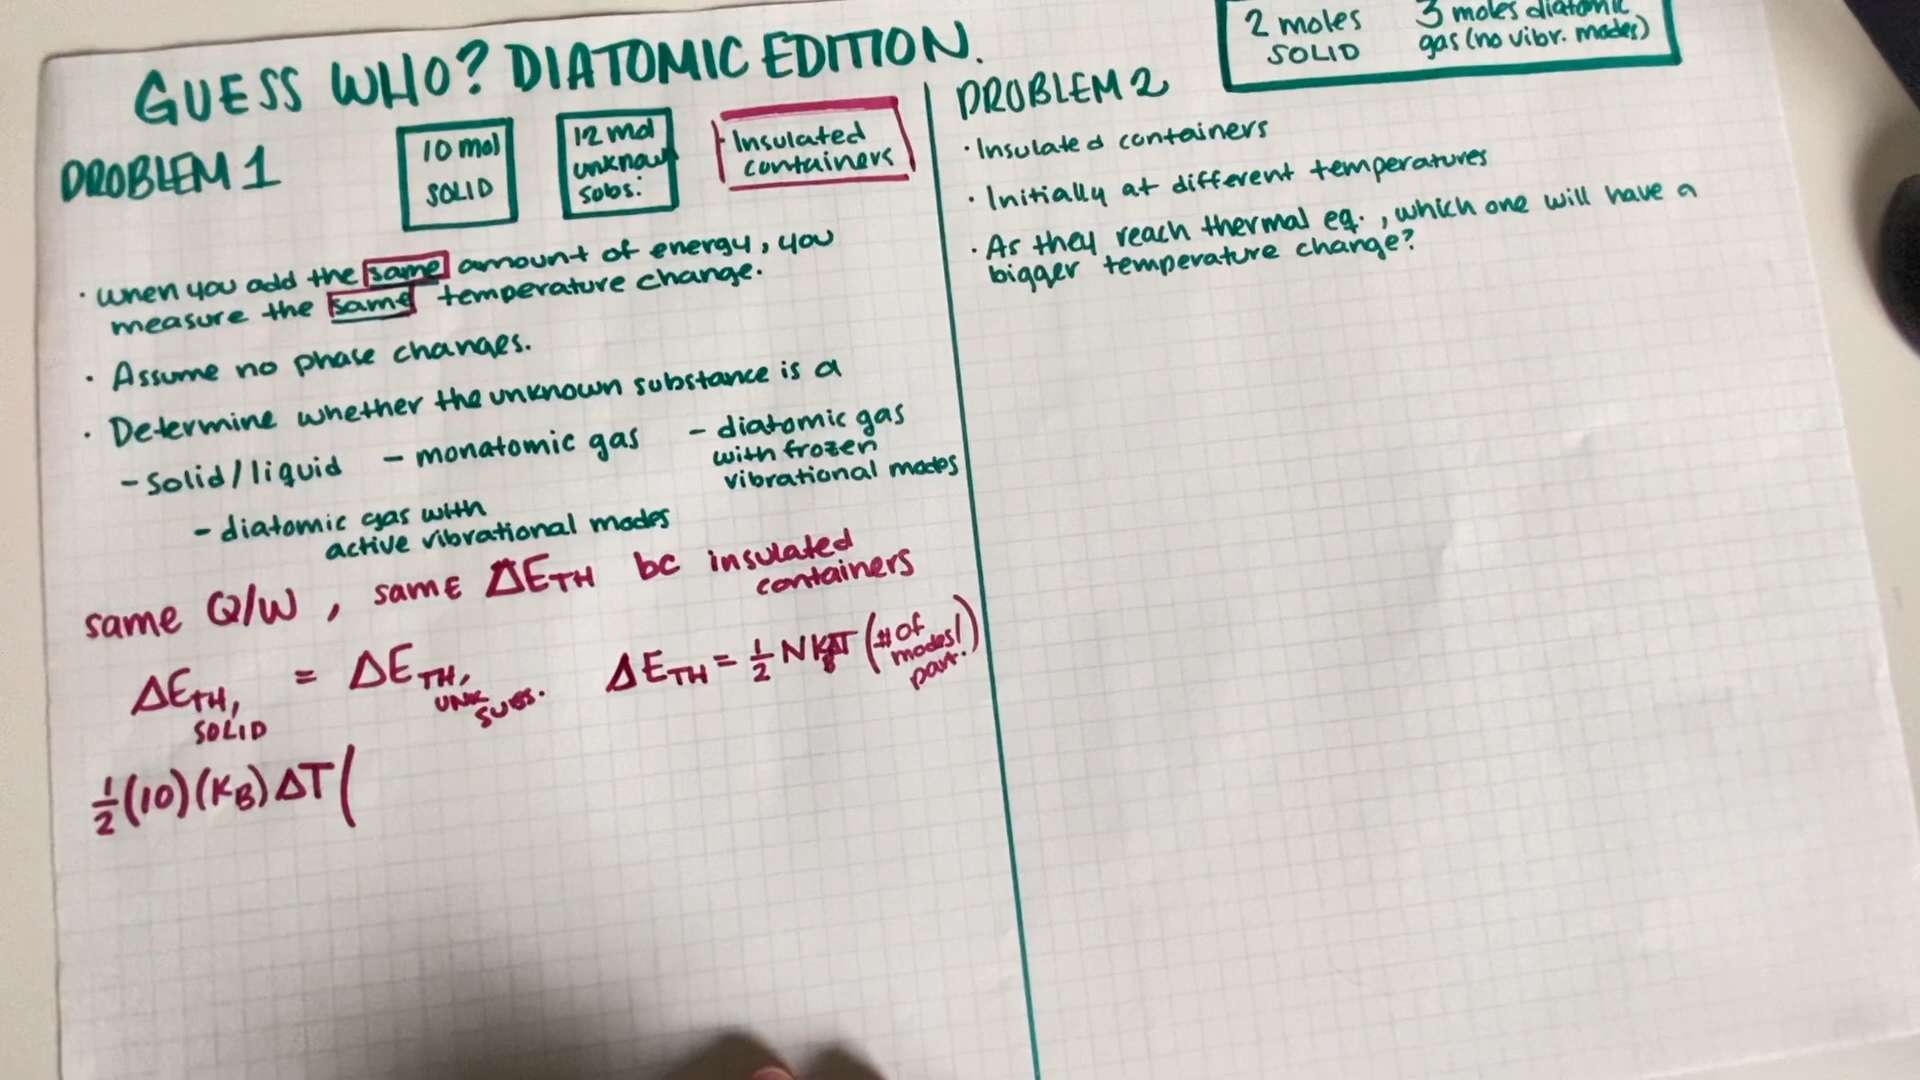 GUESS WHO? DIATOMIC EDITION.
PROBLEM 1
10 mol
SOLID
12 mol
unknown
subs.
- Insulated
containers
· when you add the same amount of energy, you
measure the same temperature change.
· Assume no phase changes.
· Determine whether the unknown substance is a
- solid/liquid - monatomic gas - diatomic gas
with frozen
vibrational modes
- diatomic gas with
active vibrational modes
same Q/W, same ΔE_TH bc insulated
containers
ΔE_TH, SOLID = ΔE_TH, UNK SUBS.
ΔE_TH = 1/2 N K_B ΔT (# of modes/part.)
1/2 (10)(K_B) ΔT (
2 moles
SOLID
3 moles diatomic
gas (no vibr. modes)
PROBLEM 2
· Insulated containers
· Initially at different temperatures
· As they reach thermal eq., which one will have a
bigger temperature change?